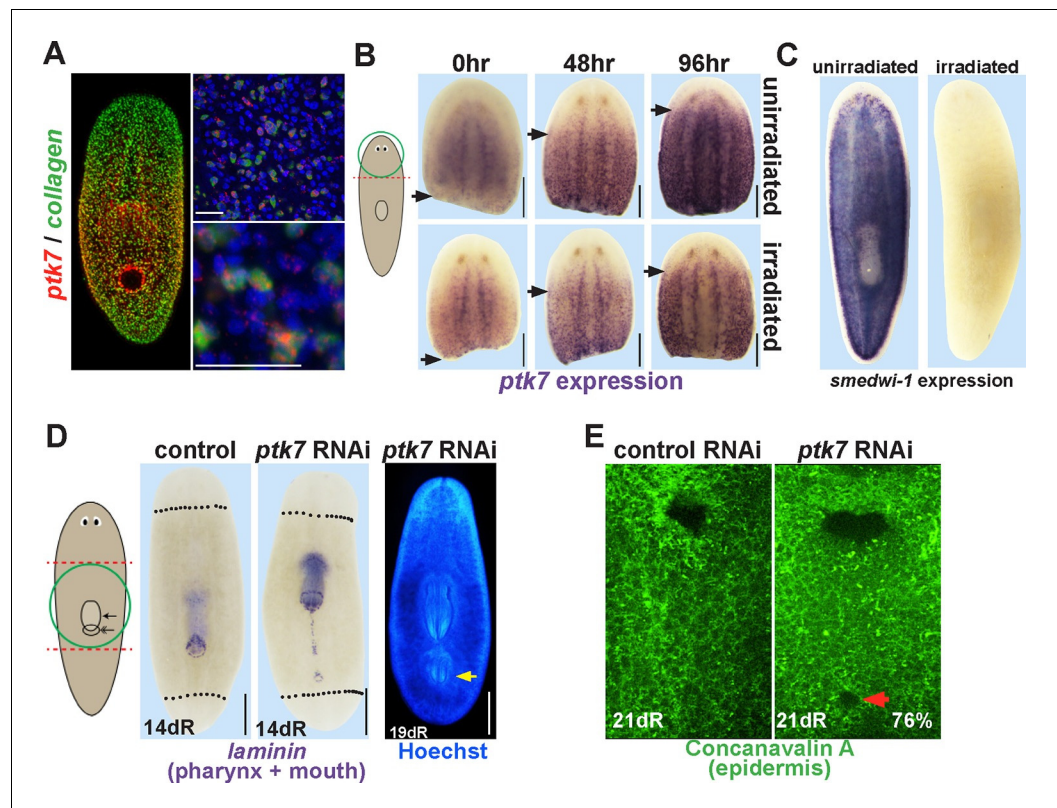 A
ptk7 / collagen
B
0hr 48hr 96hr
unirradiated
irradiated
ptk7 expression
C
unirradiated irradiated
smedwi-1 expression
D
control ptk7 RNAi ptk7 RNAi
14dR 14dR 19dR
laminin Hoechst
(pharynx + mouth)
E
control RNAi ptk7 RNAi
21dR 21dR 76%
Concanavalin A
(epidermis)